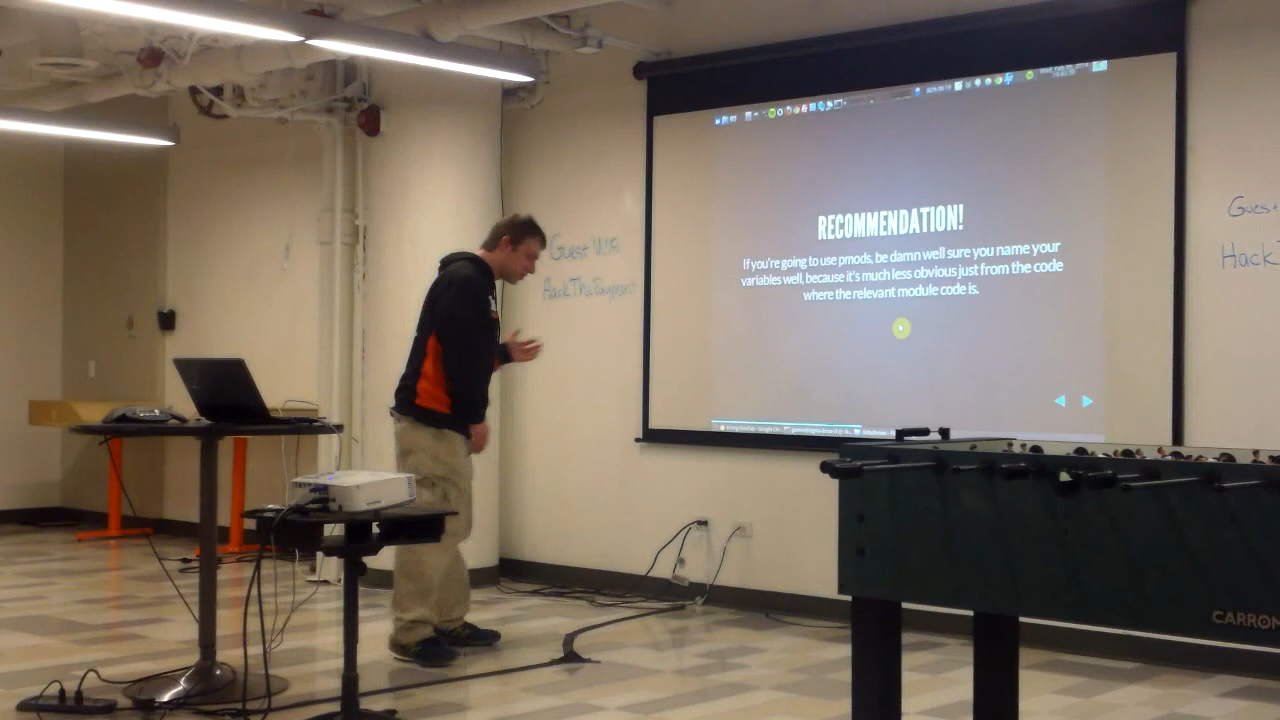 Guest Wifi
HackThePayment
RECOMMENDATION!
If you're going to use pmods, be damn well sure you name your
variables well, because it's much less obvious just from the code
where the relevant module code is.
Guest
Hack
CARROM